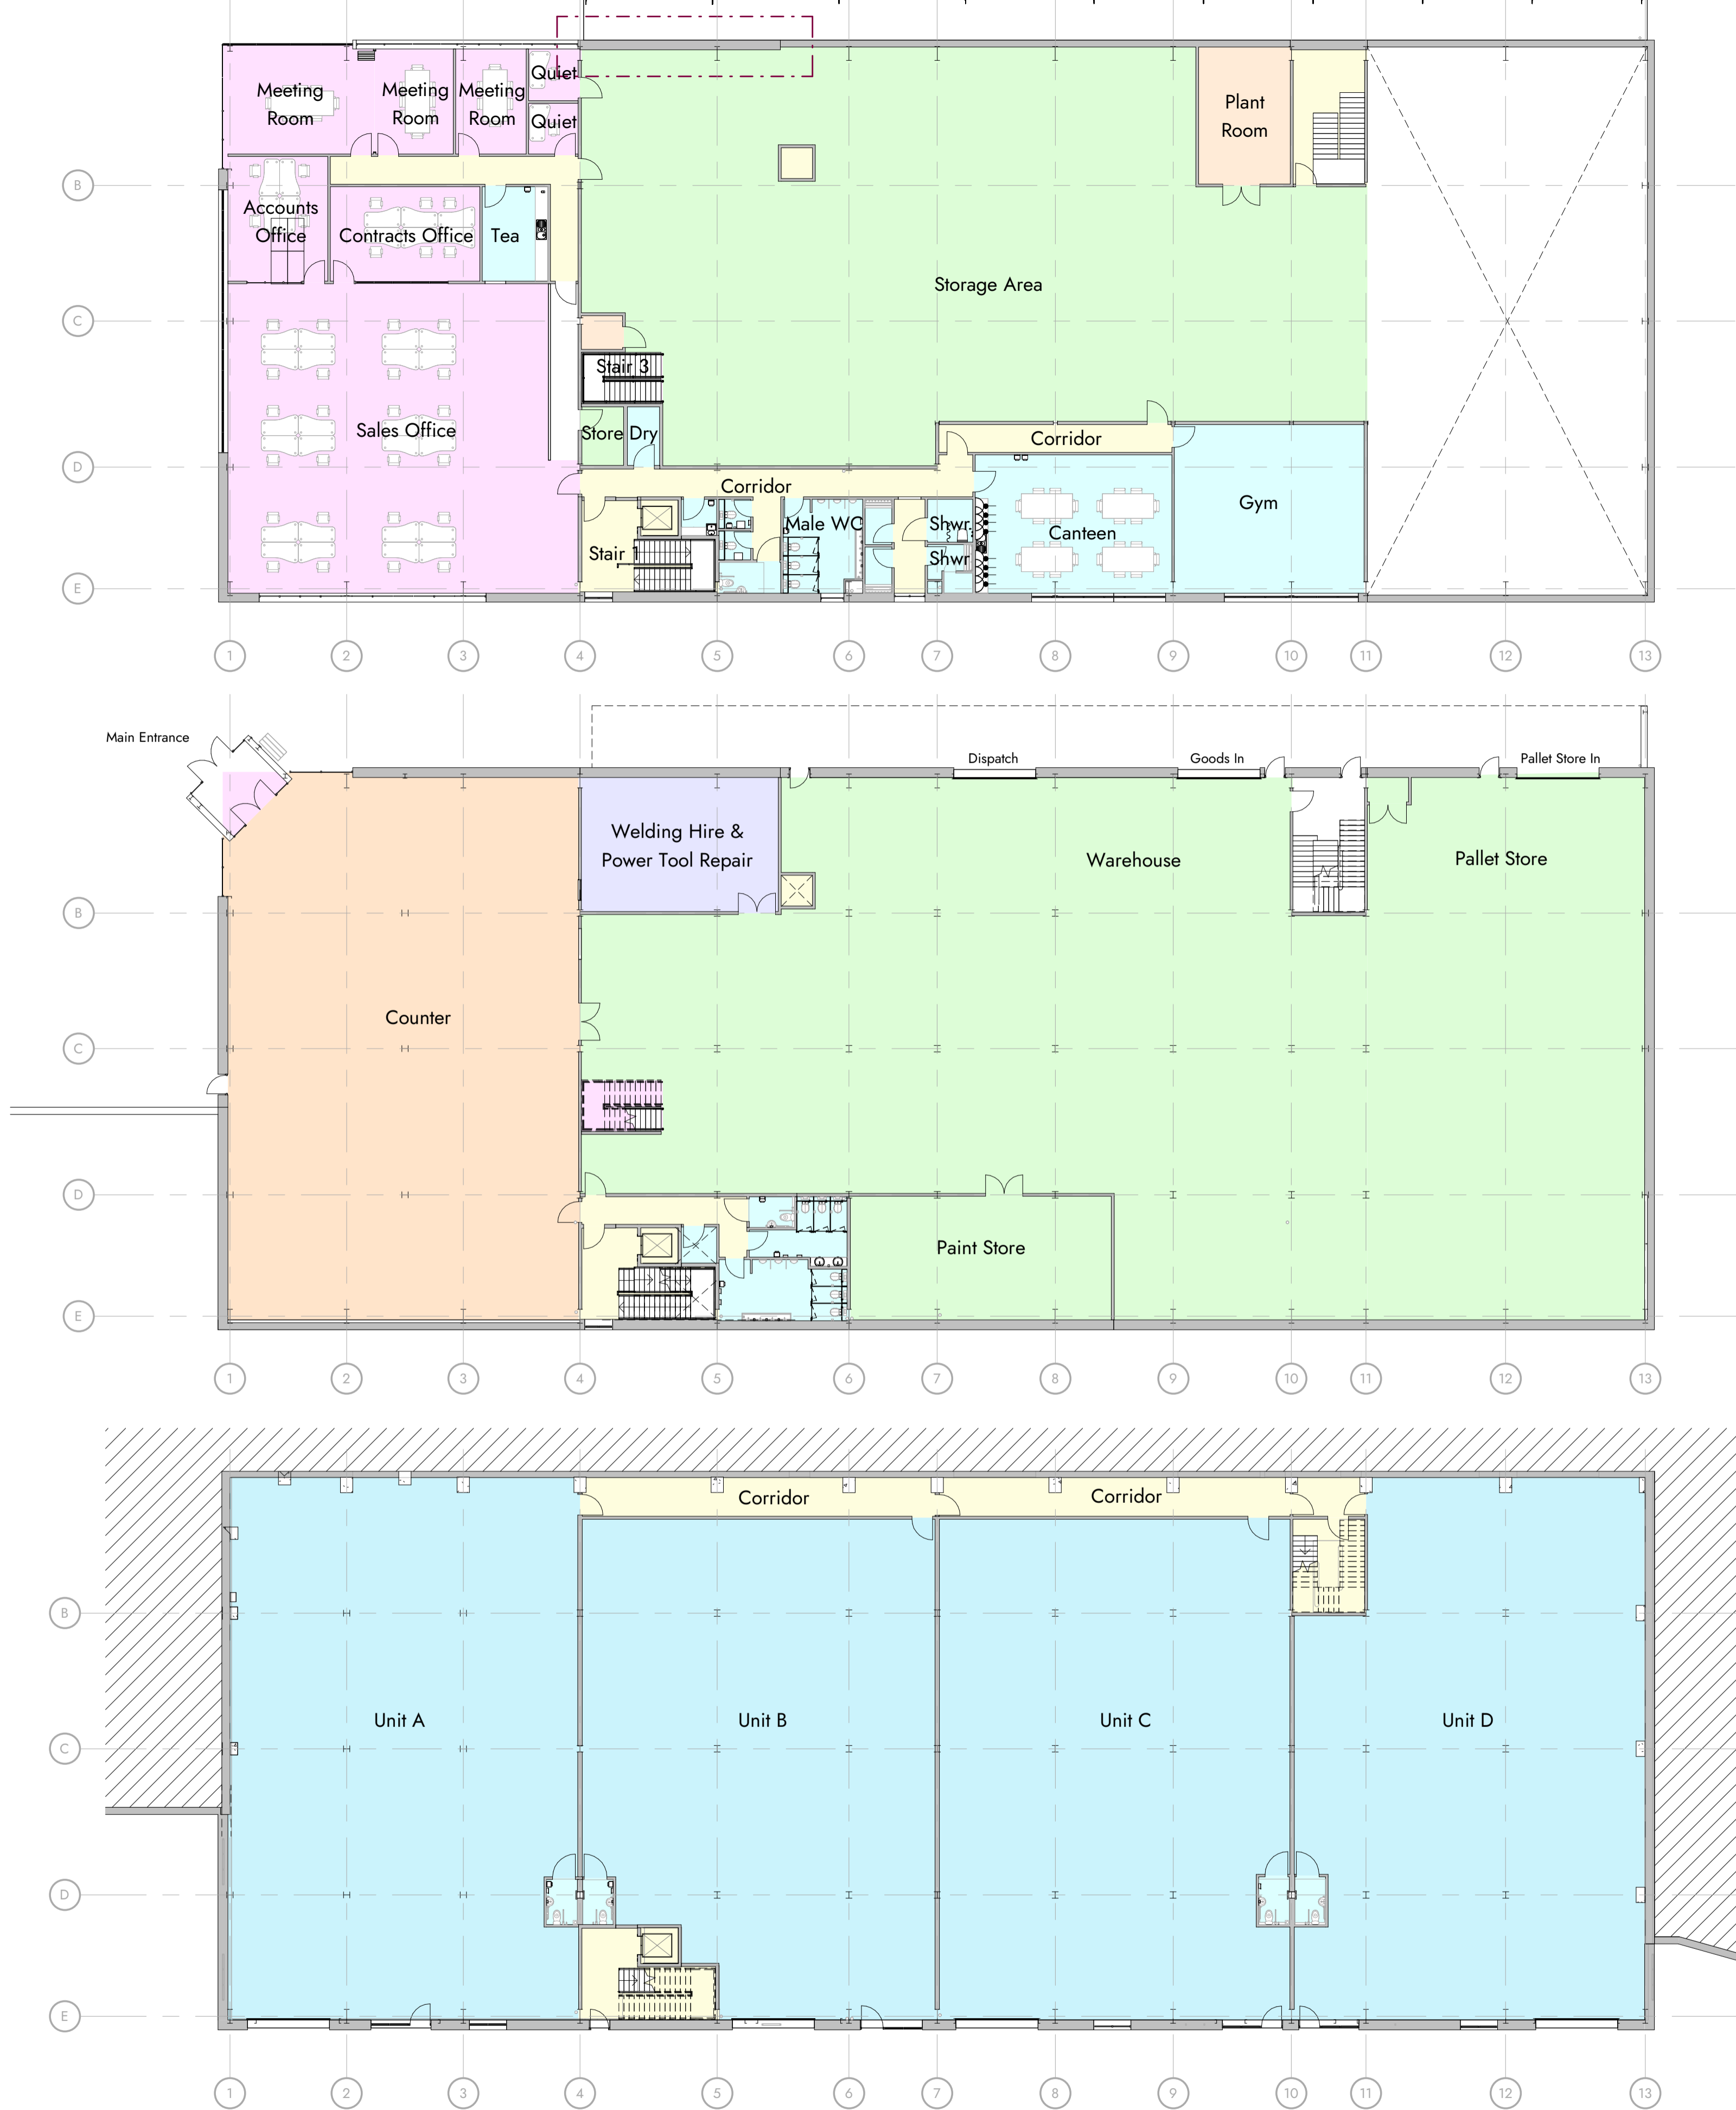 Quiet
Meeting
Room
Meeting
Room
Meeting
Room
Quiet
Plant
Room
B
Accounts
Office
Contracts Office
Tea
Storage Area
C
Stair 3
Sales Office
Store
Dry
Corridor
D
Corridor
Gym
Male WC
Shwr
Canteen
Stair 1
Shwr
E
1 2 3 4 5 6 7 8 9 10 11 12 13
Main Entrance
Dispatch
Goods In
Pallet Store In
Welding Hire &
Power Tool Repair
Warehouse
Pallet Store
B
Counter
C
D
Paint Store
E
1 2 3 4 5 6 7 8 9 10 11 12 13
Corridor
Corridor
B
Unit A
Unit B
Unit C
Unit D
C
D
E
1 2 3 4 5 6 7 8 9 10 11 12 13